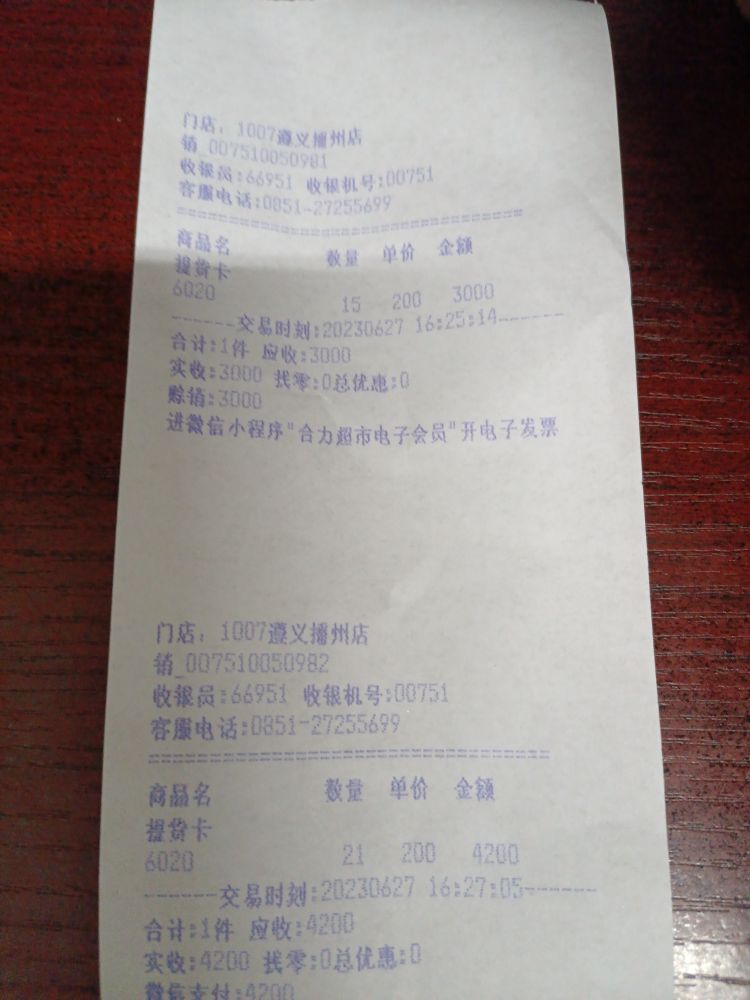 门店：1007遵义播州店
销_007510050981
收银员:66951 收银机号:00751
客服电话:0851-27255699
商品名 数量 单价 金额
提货卡
6020
15 200 3000
------交易时刻:20230627 16:25:14------
合计:1件 应收:3000
实收:3000 找零:0总优惠:0
赊销:3000
进微信小程序"合力超市电子会员"开电子发票
门店：1007遵义播州店
销_007510050982
收银员:66951 收银机号:00751
客服电话:0851-27255699
商品名 数量 单价 金额
提货卡
6020 21 200 4200
------交易时刻:20230627 16:27:05------
合计:1件 应收:4200
实收:4200 找零:0总优惠:0
微信支付:4200